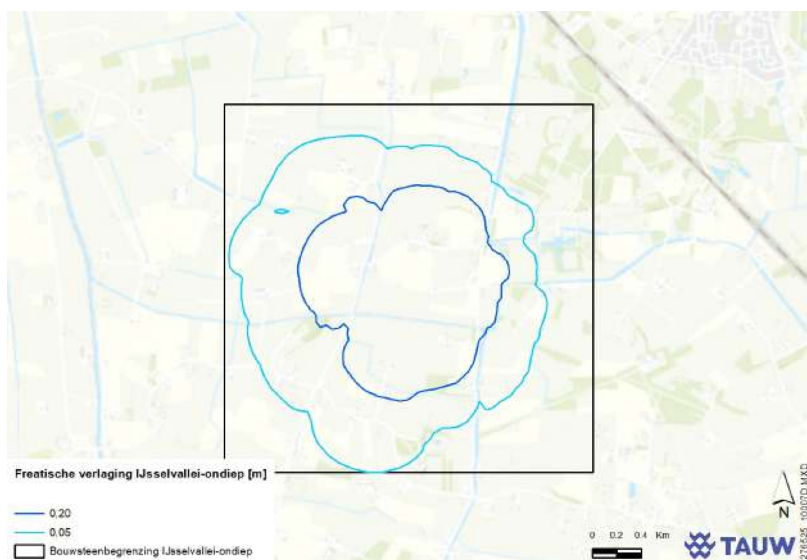 Freatische verlaging IJsselvallei-ondiep [m]
0,20
0,05
Bouwsteenbegrenzing IJsselvallei-ondiep
0 0.2 0.4 Km
N
TAUW